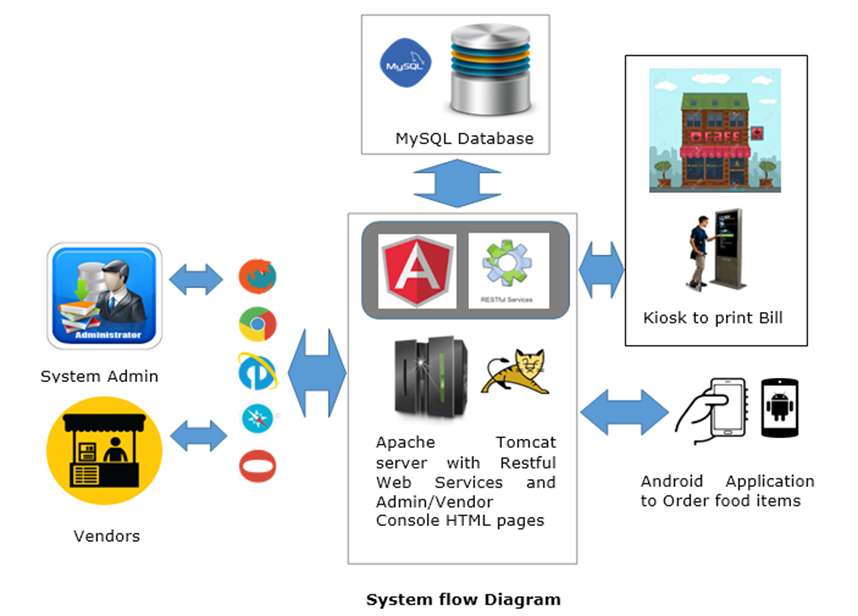 MySQL
MySQL Database
CAFE
RESTful Services
Administrator
Kiosk to print Bill
System Admin
Apache Tomcat
server with Restful
Web Services and
Admin/Vendor
Console HTML pages
Android Application
to Order food items
Vendors
System flow Diagram